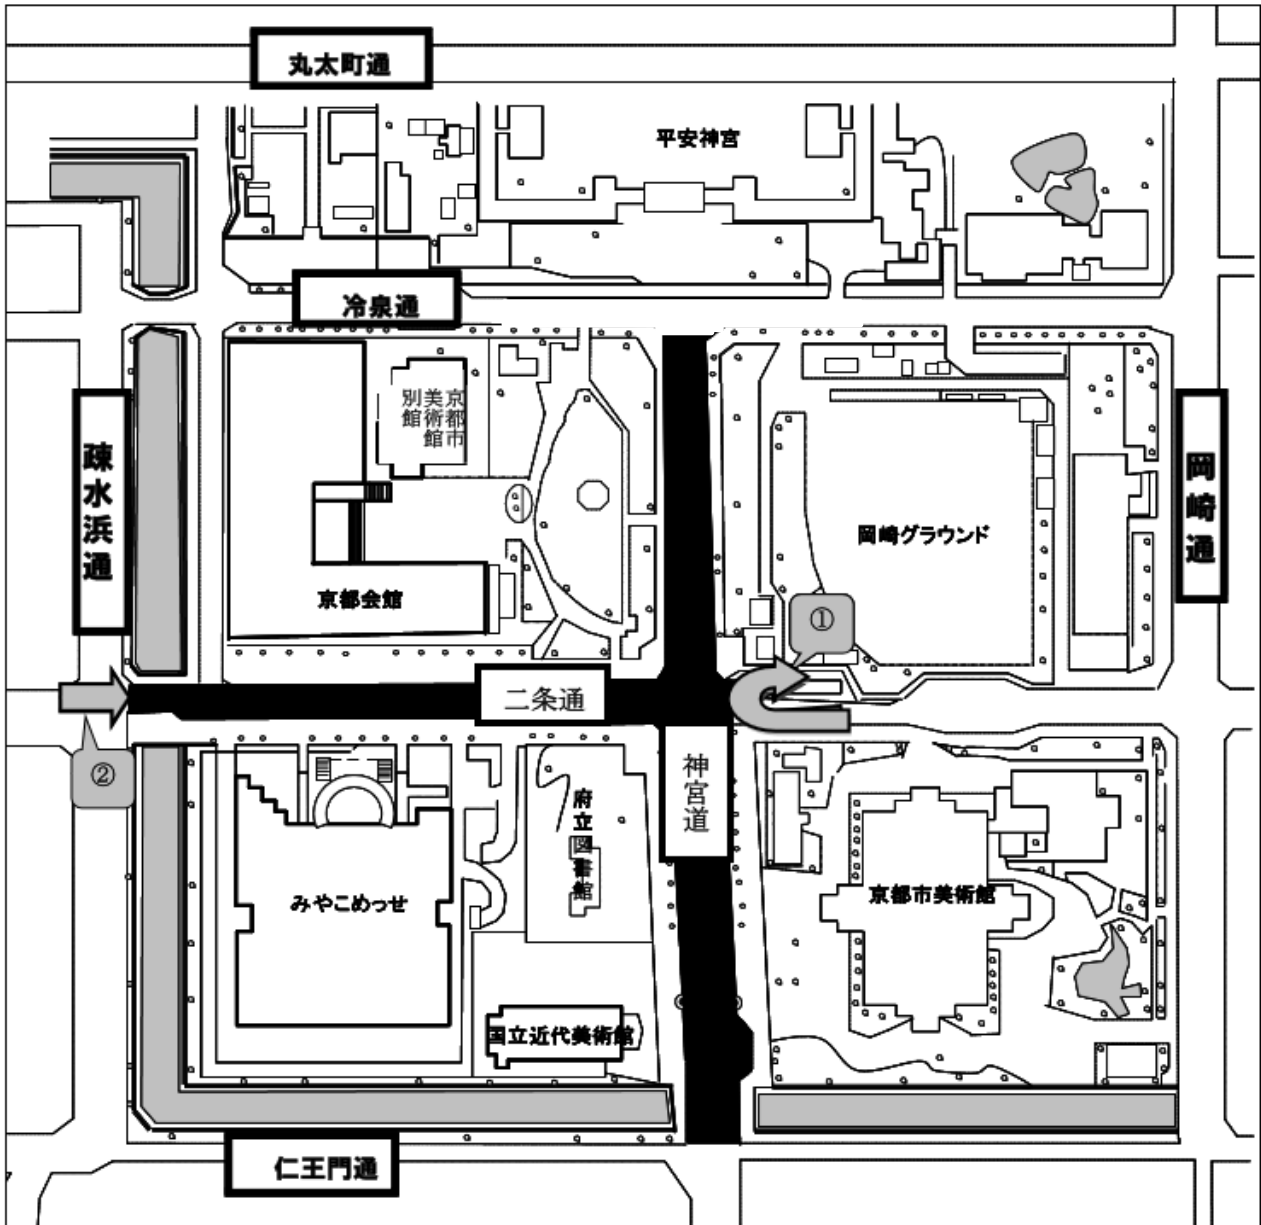 丸太町通
平安神宮
冷泉通
京都市
美術館
別館
疎水浜通
岡崎通
岡崎グラウンド
京都会館
①
二条通
②
神宮道
府立図書館
みやこめっせ
京都市美術館
国立近代美術館
仁王門通